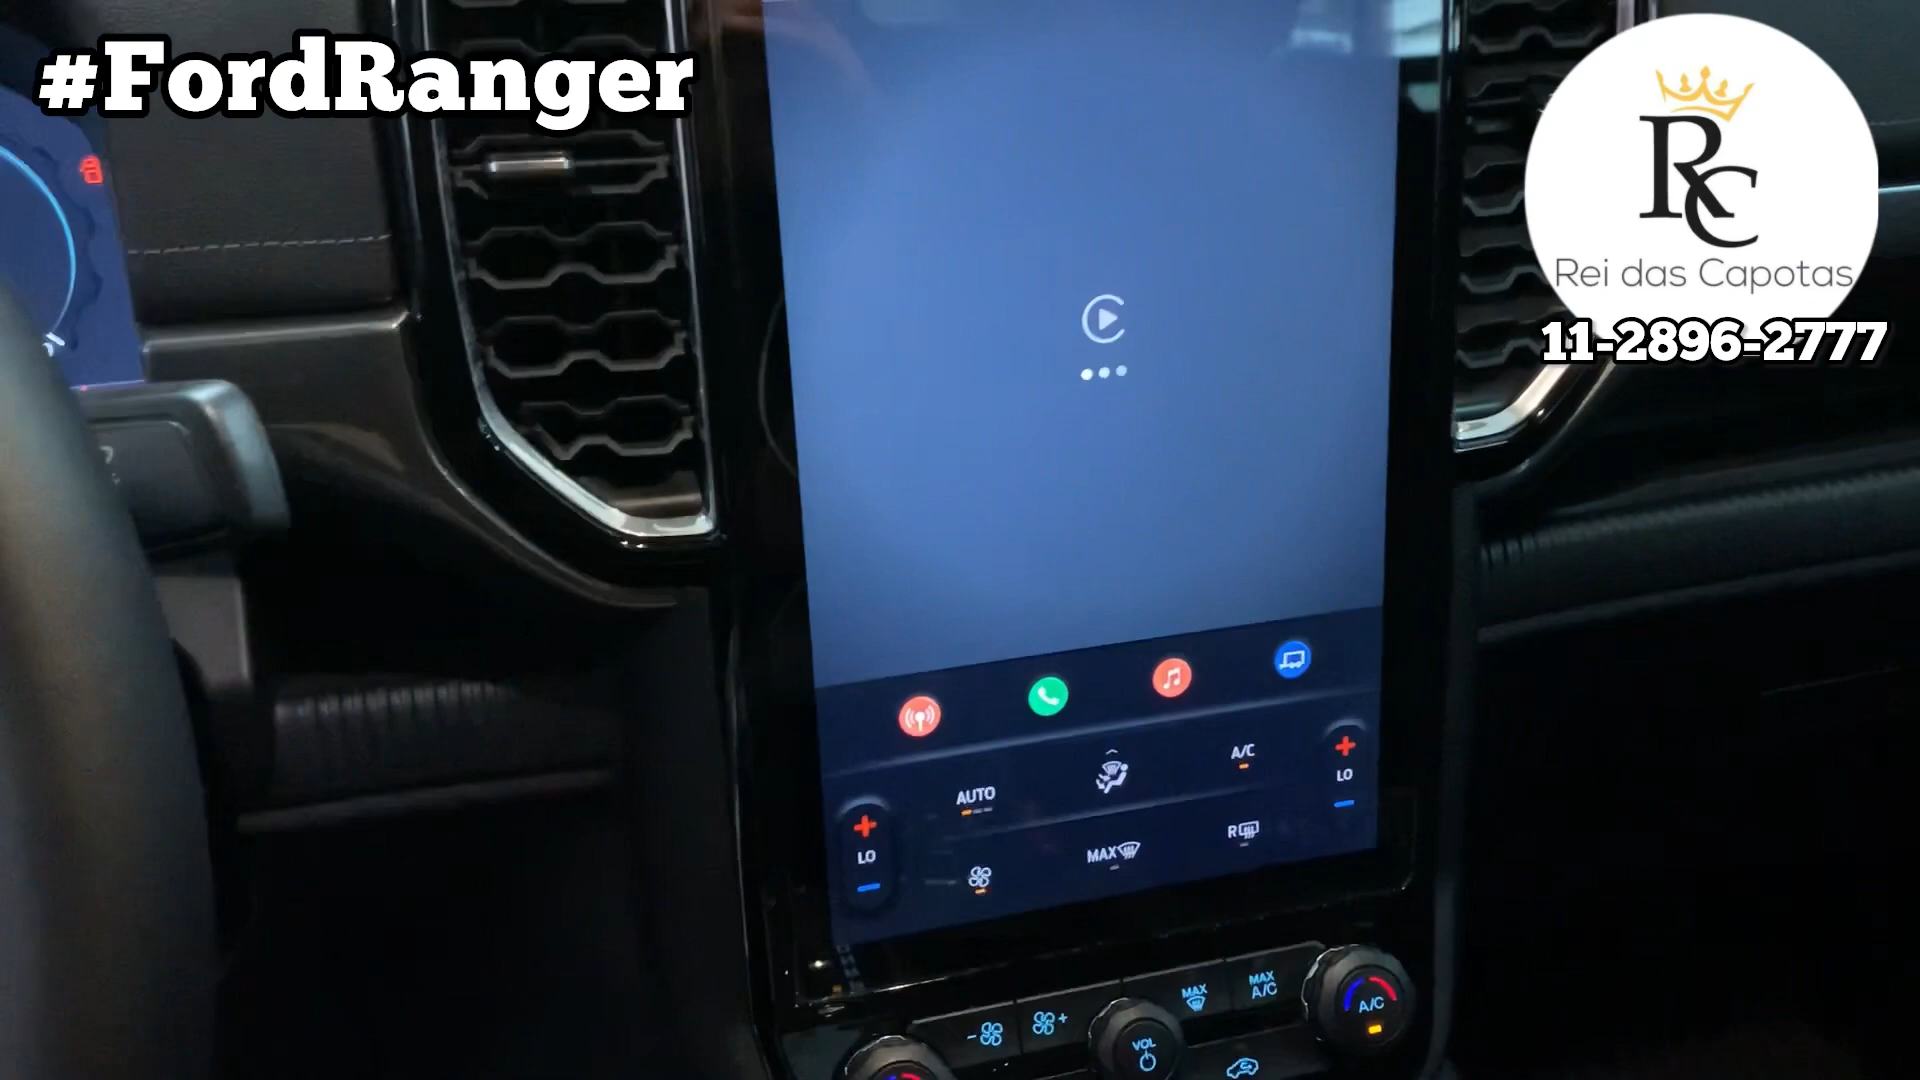 #FordRanger
RC
Rei das Capotas
11-2896-2777
A/C
LO
AUTO
LO
R
MAX
MAX
MAX
A/C
A/C
VOL